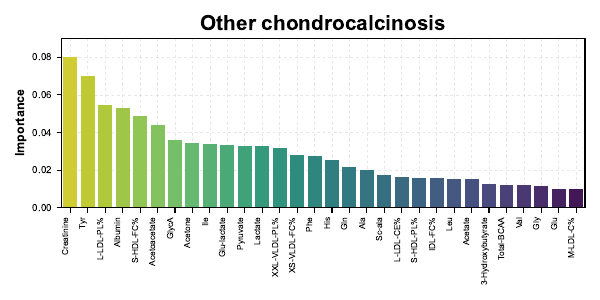 Other chondrocalcinosis
Importance
0.08
0.06
0.04
0.02
0.00
Creatinine
Tyr
L-LDL-PL%
Albumin
S-HDL-FC%
Acetoacetate
GlycA
Acetone
Ile
Glu-lactate
Pyruvate
Lactate
XXL-VLDL-PL%
XS-VLDL-FC%
Phe
His
Gln
Ala
Sc-ala
L-LDL-CE%
S-HDL-PL%
IDL-FC%
Leu
Acetate
3-Hydroxybutyrate
Total-BCAA
Val
Gly
Glu
M-LDL-C%